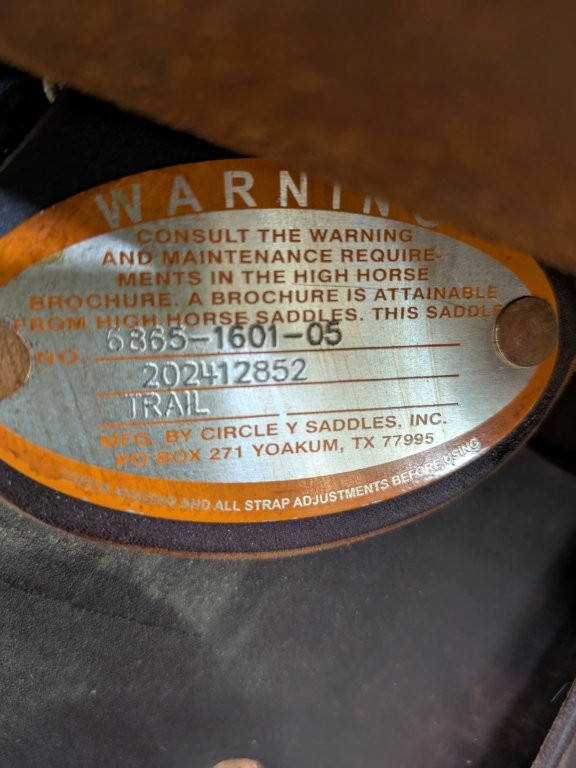 WARNING
CONSULT THE WARNING
AND MAINTENANCE REQUIRE-
MENTS IN THE HIGH HORSE
BROCHURE. A BROCHURE IS ATTAINABLE
FROM HIGH HORSE SADDLES. THIS SADDLE
NO. 6865-1601-05
202412852
TRAIL
MFG. BY CIRCLE Y SADDLES, INC.
PO BOX 271 YOAKUM, TX 77995
AND ALL STRAP ADJUSTMENTS BEFORE USING